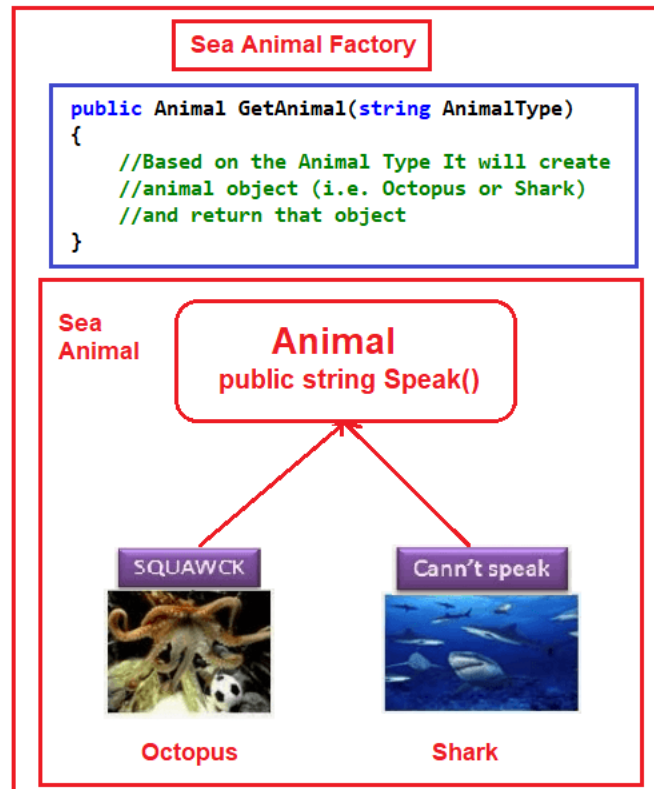 Sea Animal Factory
public Animal GetAnimal(string AnimalType)
{
//Based on the Animal Type It will create
//animal object (i.e. Octopus or Shark)
//and return that object
}
Sea
Animal
Animal
public string Speak()
SQUAWCK
Cann't speak
Octopus
Shark